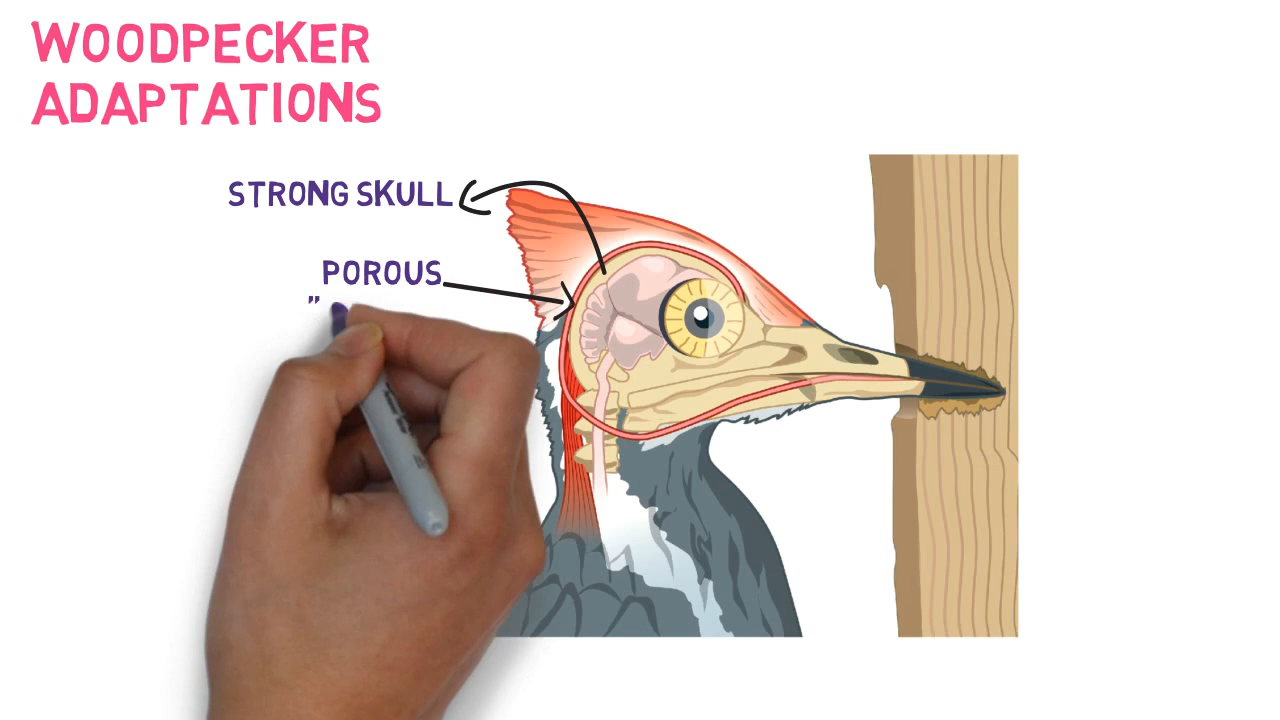 WOODPECKER
ADAPTATIONS
STRONG SKULL
POROUS
"